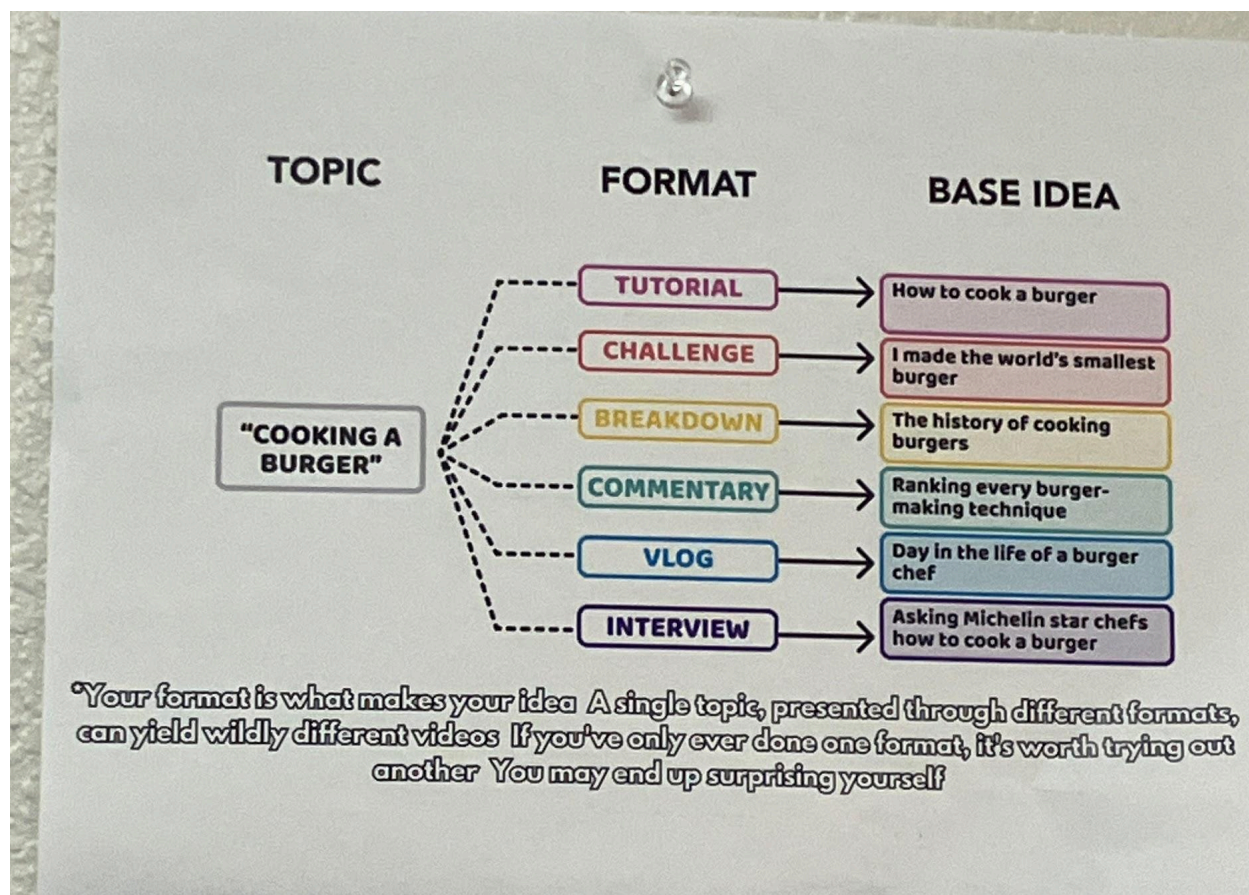 TOPIC
FORMAT
BASE IDEA
"COOKING A
BURGER"
TUTORIAL
How to cook a burger
CHALLENGE
I made the world's smallest
burger
BREAKDOWN
The history of cooking
burgers
COMMENTARY
Ranking every burger-
making technique
VLOG
Day in the life of a burger
chef
INTERVIEW
Asking Michelin star chefs
how to cook a burger
*Your format is what makes your idea A single topic, presented through different formats,
can yield wildly different videos If you've only ever done one format, it's worth trying out
another You may end up surprising yourself